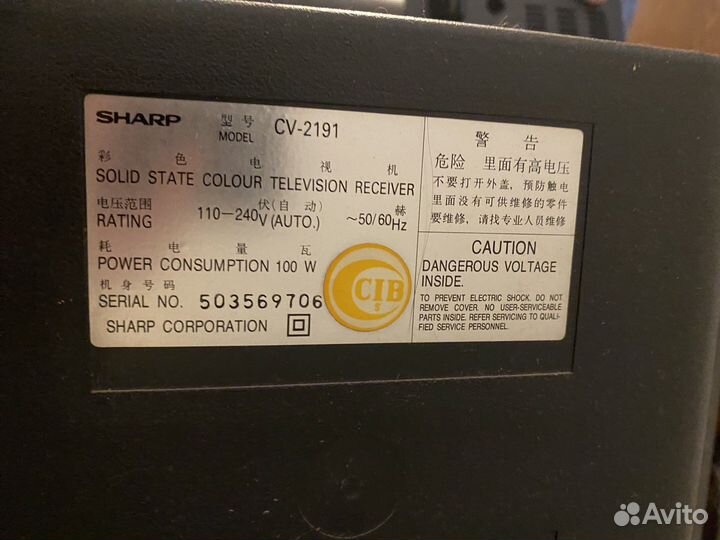 SHARP 型号 MODEL CV-2191
彩色电视机
SOLID STATE COLOUR TELEVISION RECEIVER
电压范围 伏(自动) 赫
RATING 110—240V (AUTO.) ~50/60Hz
耗电量 瓦
POWER CONSUMPTION 100 W
机身号码
SERIAL NO. 503569706
SHARP CORPORATION
CCIB
S
警告
危险 里面有高电压
不要打开外盖，预防触电
里面没有可供维修的零件
要维修，请找专业人员维修
CAUTION
DANGEROUS VOLTAGE
INSIDE.
TO PREVENT ELECTRIC SHOCK, DO NOT
REMOVE COVER. NO USER-SERVICEABLE
PARTS INSIDE. REFER SERVICING TO QUALI-
FIED SERVICE PERSONNEL.
Avito